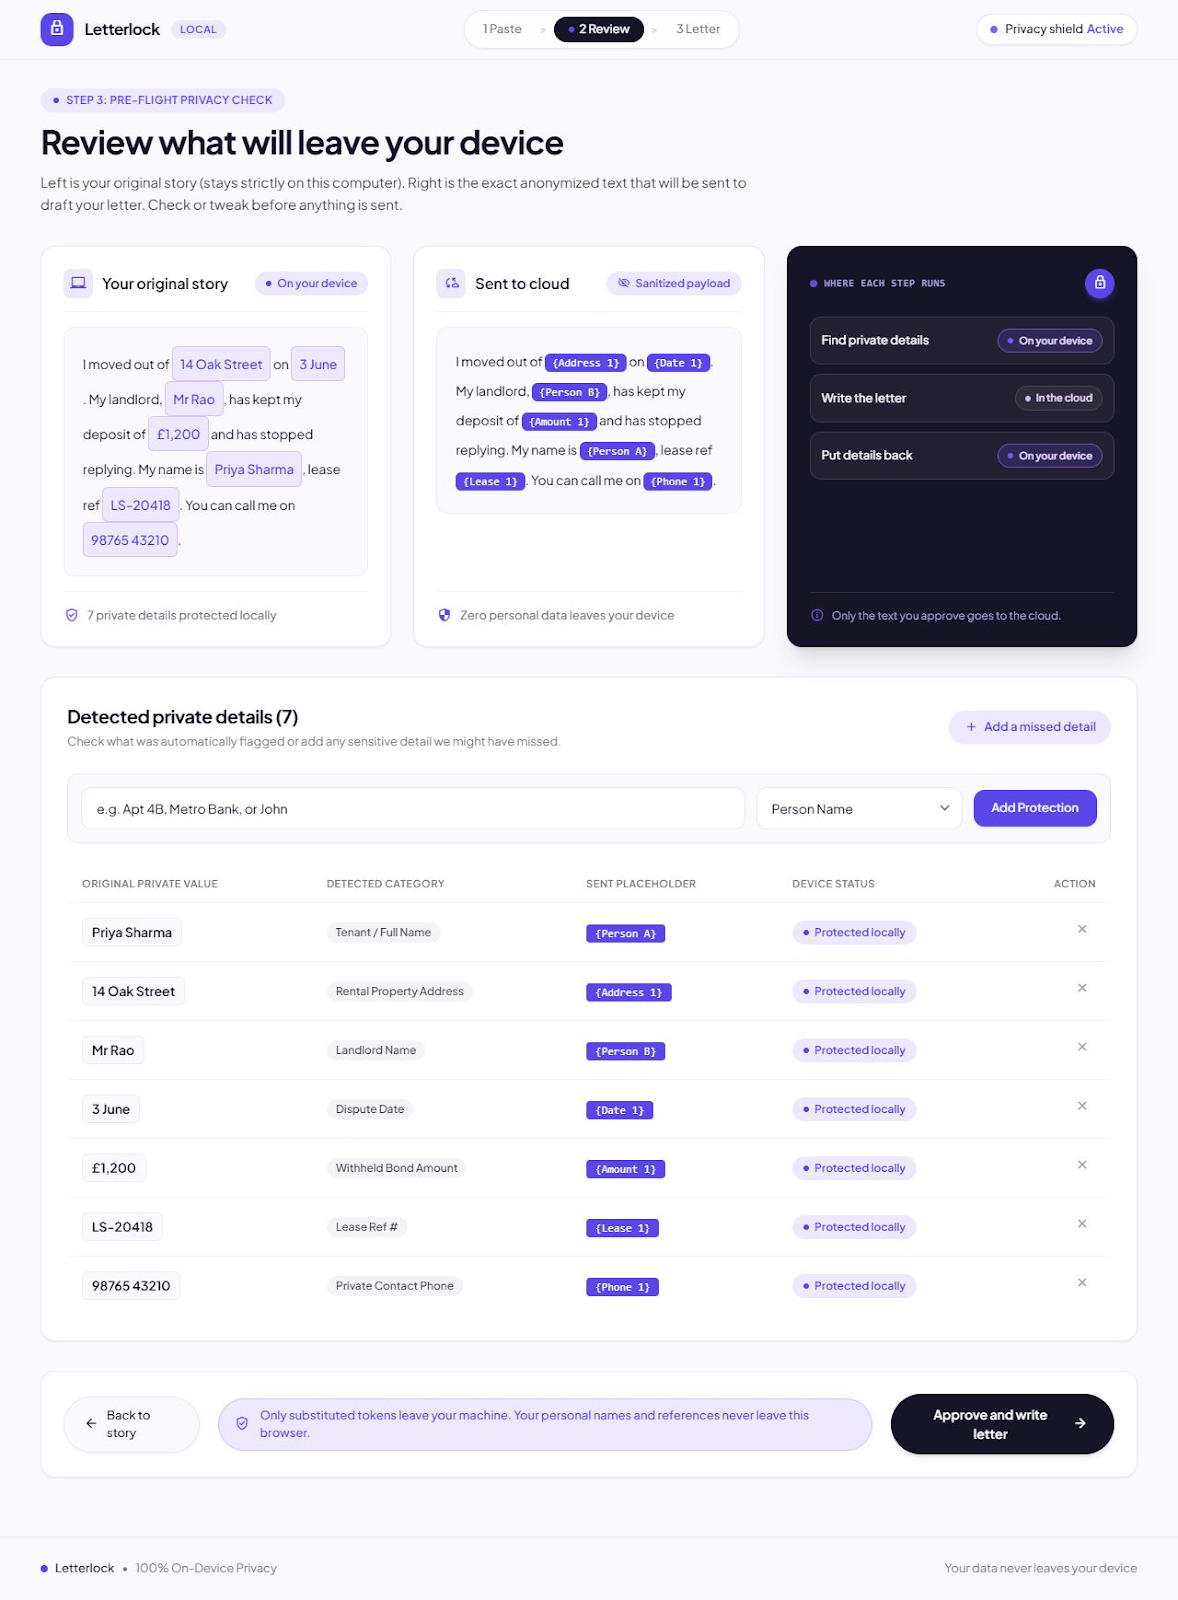 Letterlock LOCAL
1 Paste > 2 Review > 3 Letter
Privacy shield Active
STEP 3: PRE-FLIGHT PRIVACY CHECK
Review what will leave your device
Left is your original story (stays strictly on this computer). Right is the exact anonymized text that will be sent to
draft your letter. Check or tweak before anything is sent.
Your original story On your device
I moved out of 14 Oak Street on 3 June
. My landlord, Mr Rao , has kept my
deposit of £1,200 and has stopped
replying. My name is Priya Sharma , lease
ref LS-20418 . You can call me on
98765 43210 .
7 private details protected locally
Sent to cloud Sanitized payload
I moved out of {Address 1} on {Date 1}.
My landlord, {Person B}, has kept my
deposit of {Amount 1} and has stopped
replying. My name is {Person A}, lease ref
{Lease 1}. You can call me on {Phone 1}.
Zero personal data leaves your device
WHERE EACH STEP RUNS
Find private details On your device
Write the letter In the cloud
Put details back On your device
Only the text you approve goes to the cloud.
Detected private details (7)
Check what was automatically flagged or add any sensitive detail we might have missed.
+ Add a missed detail
e.g. Apt 4B, Metro Bank, or John
Person Name
Add Protection
ORIGINAL PRIVATE VALUE DETECTED CATEGORY SENT PLACEHOLDER DEVICE STATUS ACTION
Priya Sharma Tenant / Full Name {Person A} Protected locally ×
14 Oak Street Rental Property Address {Address 1} Protected locally ×
Mr Rao Landlord Name {Person B} Protected locally ×
3 June Dispute Date {Date 1} Protected locally ×
£1,200 Withheld Bond Amount {Amount 1} Protected locally ×
LS-20418 Lease Ref # {Lease 1} Protected locally ×
98765 43210 Private Contact Phone {Phone 1} Protected locally ×
← Back to
story
Only substituted tokens leave your machine. Your personal names and references never leave this
browser.
Approve and write →
letter
Letterlock • 100% On-Device Privacy
Your data never leaves your device